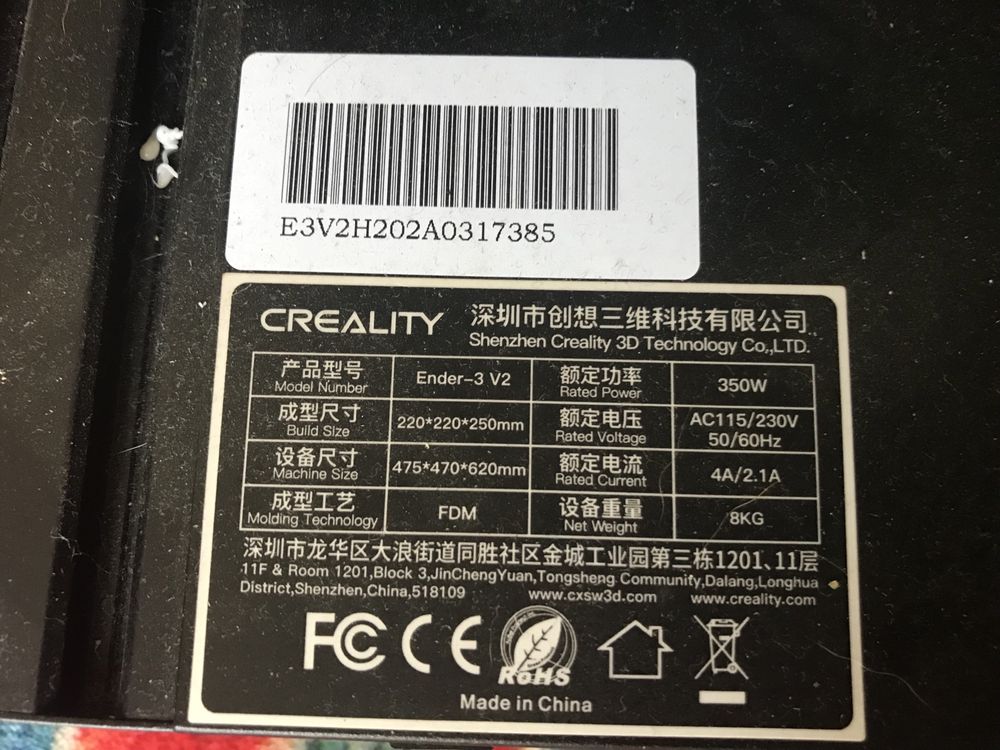 E3V2H202A0317385
CREALITY
深圳市创想三维科技有限公司
Shenzhen Creality 3D Technology Co.,LTD.
产品型号 Ender-3 V2 额定功率 350W
Model Number Rated Power
成型尺寸 220*220*250mm 额定电压 AC115/230V
Build Size Rated Voltage 50/60Hz
设备尺寸 475*470*620mm 额定电流 4A/2.1A
Machine Size Rated Current
成型工艺 FDM 设备重量 8KG
Molding Technology Net Weight
深圳市龙华区大浪街道同胜社区金城工业园第三栋1201、11层
11F & Room 1201,Block 3,JinChengYuan,Tongsheng Community,Dalang,Longhua
District,Shenzhen,China,518109 www.cxsw3d.com www.creality.com
FC CE RoHS
Made in China